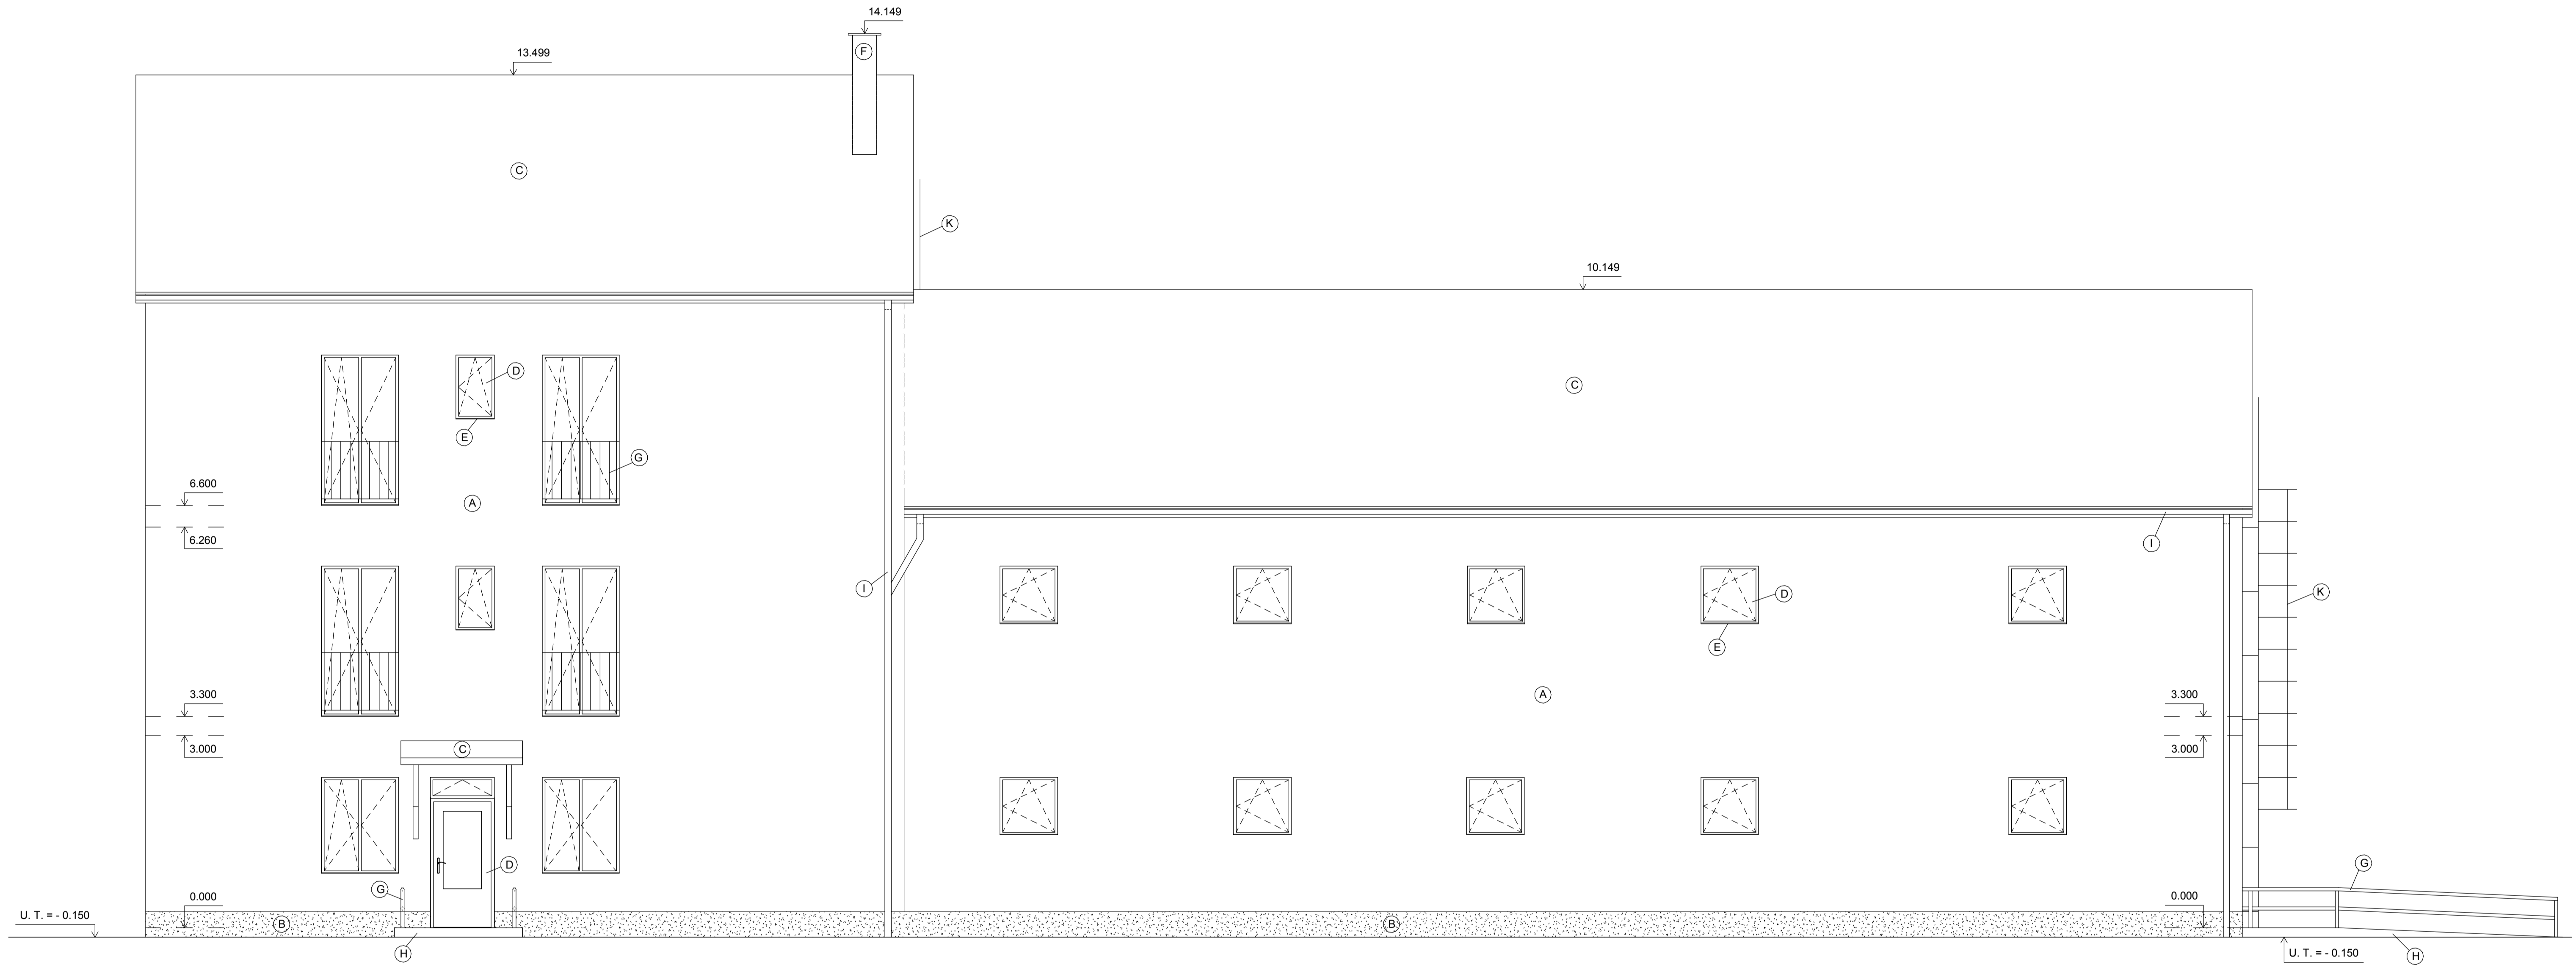 14.149
F
13.499
C
K
10.149
D
C
E
G
6.600
A
6.260
I
I
D
K
E
3.300
A
3.300
3.000
C
3.000
D
G
G
0.000
0.000
U. T. = - 0.150
B
B
H
U. T. = - 0.150
H